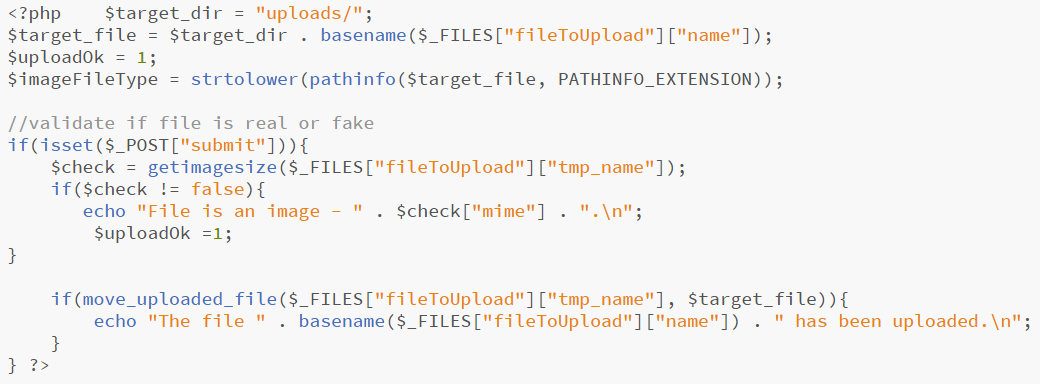 <?php    $target_dir = "uploads/";
$target_file = $target_dir . basename($_FILES["fileToUpload"]["name"]);
$uploadOk = 1;
$imageFileType = strtolower(pathinfo($target_file, PATHINFO_EXTENSION));

//validate if file is real or fake
if(isset($_POST["submit"])){
    $check = getimagesize($_FILES["fileToUpload"]["tmp_name"]);
    if($check != false){
       echo "File is an image – " . $check["mime"] . ".\n";
        $uploadOk =1;
}

    if(move_uploaded_file($_FILES["fileToUpload"]["tmp_name"], $target_file)){
        echo "The file " . basename($_FILES["fileToUpload"]["name"]) . " has been uploaded.\n";
    }
} ?>